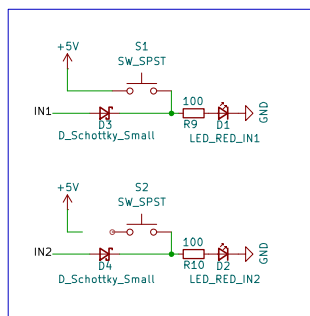 +5V
S1
SW_SPST
IN1
D3
D_Schottky_Small
100
R9
D1
LED_RED_IN1
GND
+5V
S2
SW_SPST
IN2
D4
D_Schottky_Small
100
R10
D2
LED_RED_IN2
GND